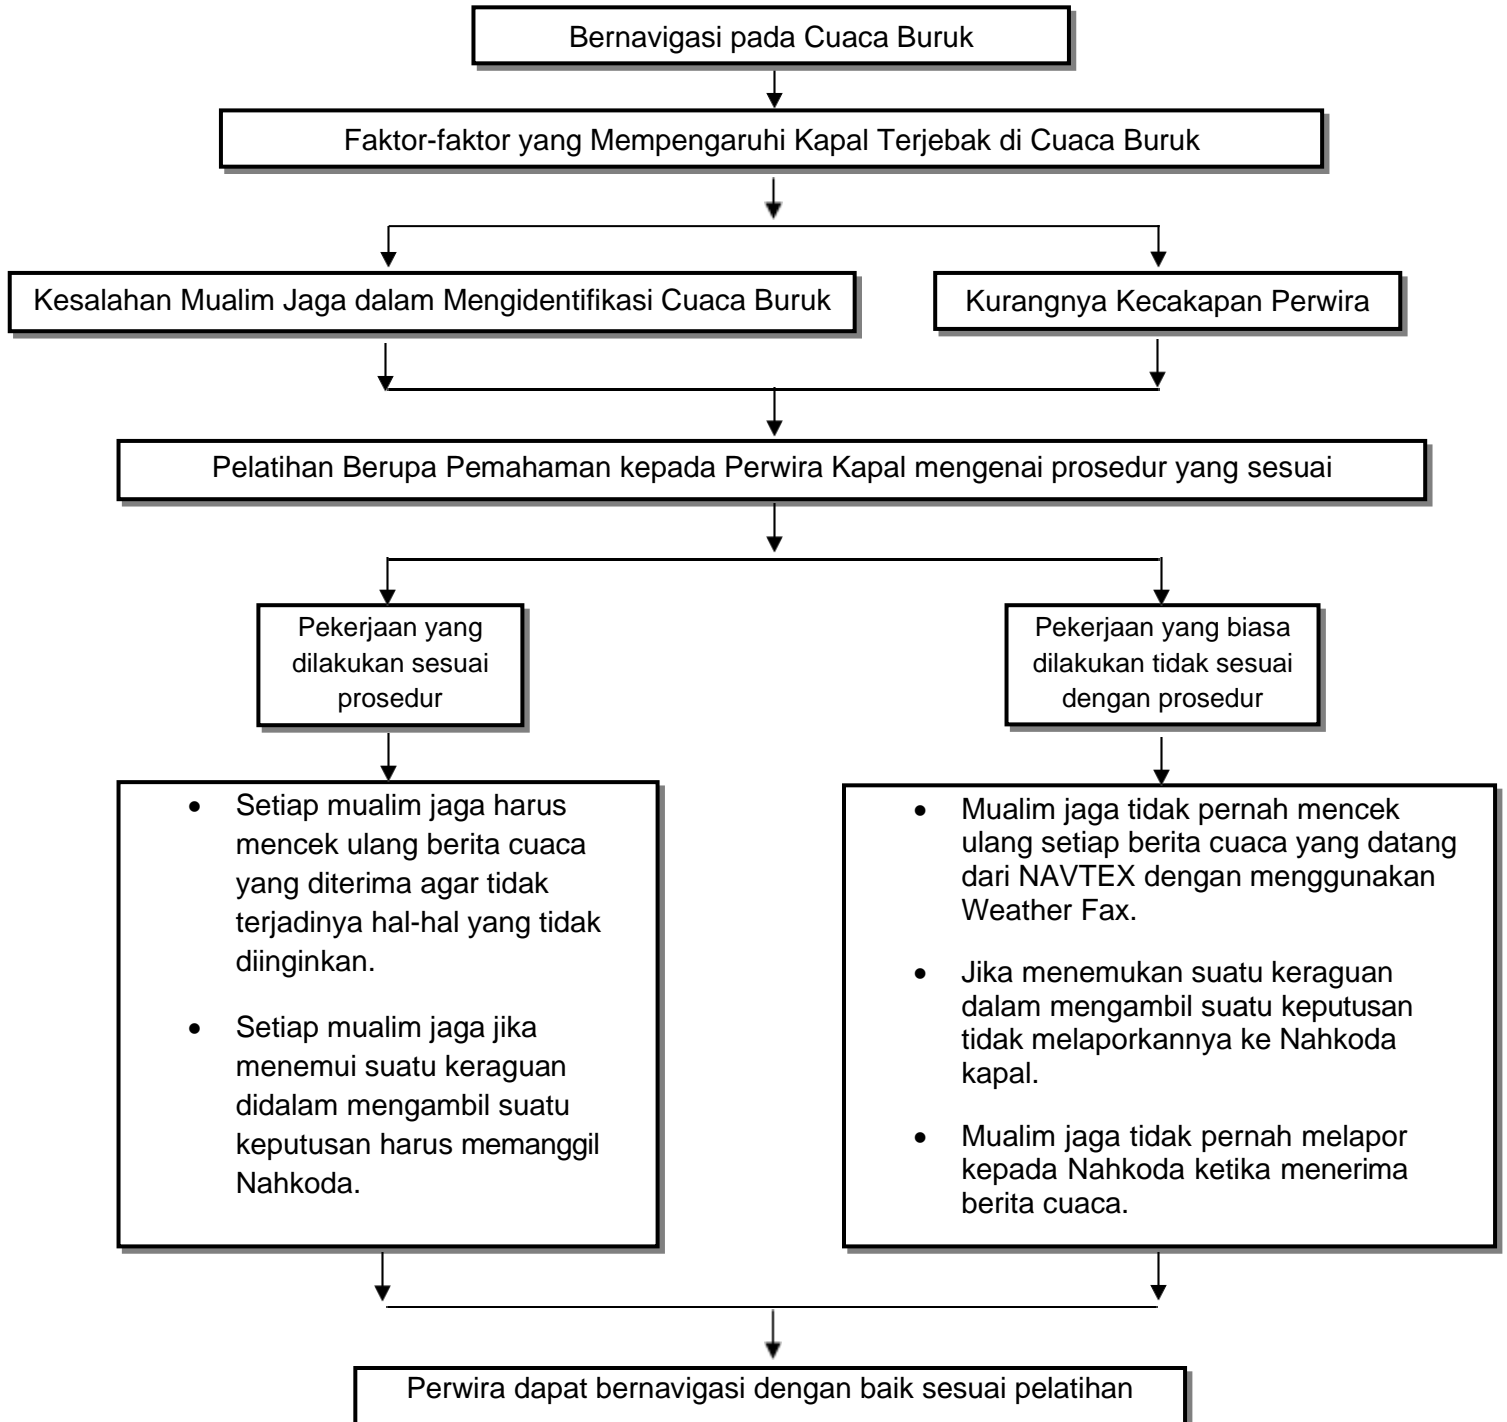 Bernavigasi pada Cuaca Buruk
Faktor-faktor yang Mempengaruhi Kapal Terjebak di Cuaca Buruk
Kesalahan Mualim Jaga dalam Mengidentifikasi Cuaca Buruk
Kurangnya Kecakapan Perwira
Pelatihan Berupa Pemahaman kepada Perwira Kapal mengenai prosedur yang sesuai
Pekerjaan yang
dilakukan sesuai
prosedur
Pekerjaan yang biasa
dilakukan tidak sesuai
dengan prosedur
• Setiap mualim jaga harus
mencek ulang berita cuaca
yang diterima agar tidak
terjadinya hal-hal yang tidak
diinginkan.
• Setiap mualim jaga jika
menemui suatu keraguan
didalam mengambil suatu
keputusan harus memanggil
Nahkoda.
• Mualim jaga tidak pernah mencek
ulang setiap berita cuaca yang datang
dari NAVTEX dengan menggunakan
Weather Fax.
• Jika menemukan suatu keraguan
dalam mengambil suatu keputusan
tidak melaporkannya ke Nahkoda
kapal.
• Mualim jaga tidak pernah melapor
kepada Nahkoda ketika menerima
berita cuaca.
Perwira dapat bernavigasi dengan baik sesuai pelatihan